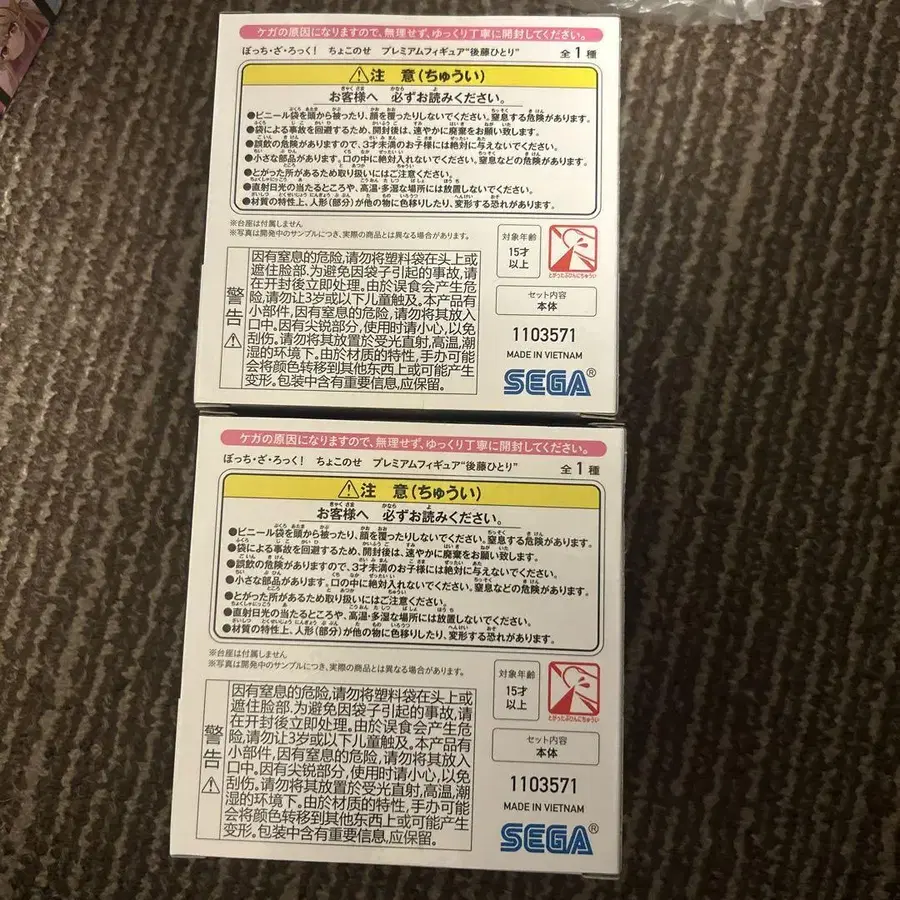 ケガの原因になりますので、無理せず、ゆっくり丁寧に開封してください。
ぼっち・ざ・ろっく！ ちょこのせ プレミアムフィギュア“後藤ひとり” 全1種
⚠注 意(ちゅうい)
お客様へ 必ずお読みください。
●ビニール袋を頭から被ったり、顔を覆ったりしないでください。窒息する危険があります。
●袋による事故を回避するため、開封後は、速やかに廃棄をお願い致します。
●誤飲の危険がありますので、3才未満のお子様には絶対に与えないでください。
●小さな部品があります。口の中に絶対入れないでください。窒息などの危険があります。
●とがった所があるため取り扱いにはご注意ください。
●直射日光の当たるところや、高温・多湿な場所には放置しないでください。
●材質の特性上、人形(部分)が他の物に色移りしたり、変形する恐れがあります。
※台座は付属しません
※写真は開発中のサンプルにつき、実際の商品とは異なる場合があります。
警告⚠
因有窒息的危险,请勿将塑料袋在头上或
遮住脸部.为避免因袋子引起的事故,请
在开封後立即处理。由於误食会产生危
险,请勿让3岁或以下儿童触及。本产品有
小部件,因有窒息的危险,请勿将其放入
口中。因有尖锐部分,使用时请小心,以免
刮伤。请勿将其放置於受光直射,高温,潮
湿的环境下。由於材质的特性,手办可能
会将颜色转移到其他东西上或可能产生
变形。包装中含有重要信息,应保留。
対象年齢
15才
以上
とがったぶひんにちゅうい
セット内容
本体
1103571
MADE IN VIETNAM
SEGA®
ケガの原因になりますので、無理せず、ゆっくり丁寧に開封してください。
ぼっち・ざ・ろっく！ ちょこのせ プレミアムフィギュア“後藤ひとり” 全1種
⚠注 意(ちゅうい)
お客様へ 必ずお読みください。
●ビニール袋を頭から被ったり、顔を覆ったりしないでください。窒息する危険があります。
●袋による事故を回避するため、開封後は、速やかに廃棄をお願い致します。
●誤飲の危険がありますので、3才未満のお子様には絶対に与えないでください。
●小さな部品があります。口の中に絶対入れないでください。窒息などの危険があります。
●とがった所があるため取り扱いにはご注意ください。
●直射日光の当たるところや、高温・多湿な場所には放置しないでください。
●材質の特性上、人形(部分)が他の物に色移りしたり、変形する恐れがあります。
※台座は付属しません
※写真は開発中のサンプルにつき、実際の商品とは異なる場合があります。
警告⚠
因有窒息的危险,请勿将塑料袋在头上或
遮住脸部.为避免因袋子引起的事故,请
在开封後立即处理。由於误食会产生危
险,请勿让3岁或以下儿童触及。本产品有
小部件,因有窒息的危险,请勿将其放入
口中。因有尖锐部分,使用时请小心,以免
刮伤。请勿将其放置於受光直射,高温,潮
湿的环境下。由於材质的特性,手办可能
会将颜色转移到其他东西上或可能产生
变形。包装中含有重要信息,应保留。
対象年齢
15才
以上
とがったぶひんにちゅうい
セット内容
本体
1103571
MADE IN VIETNAM
SEGA®